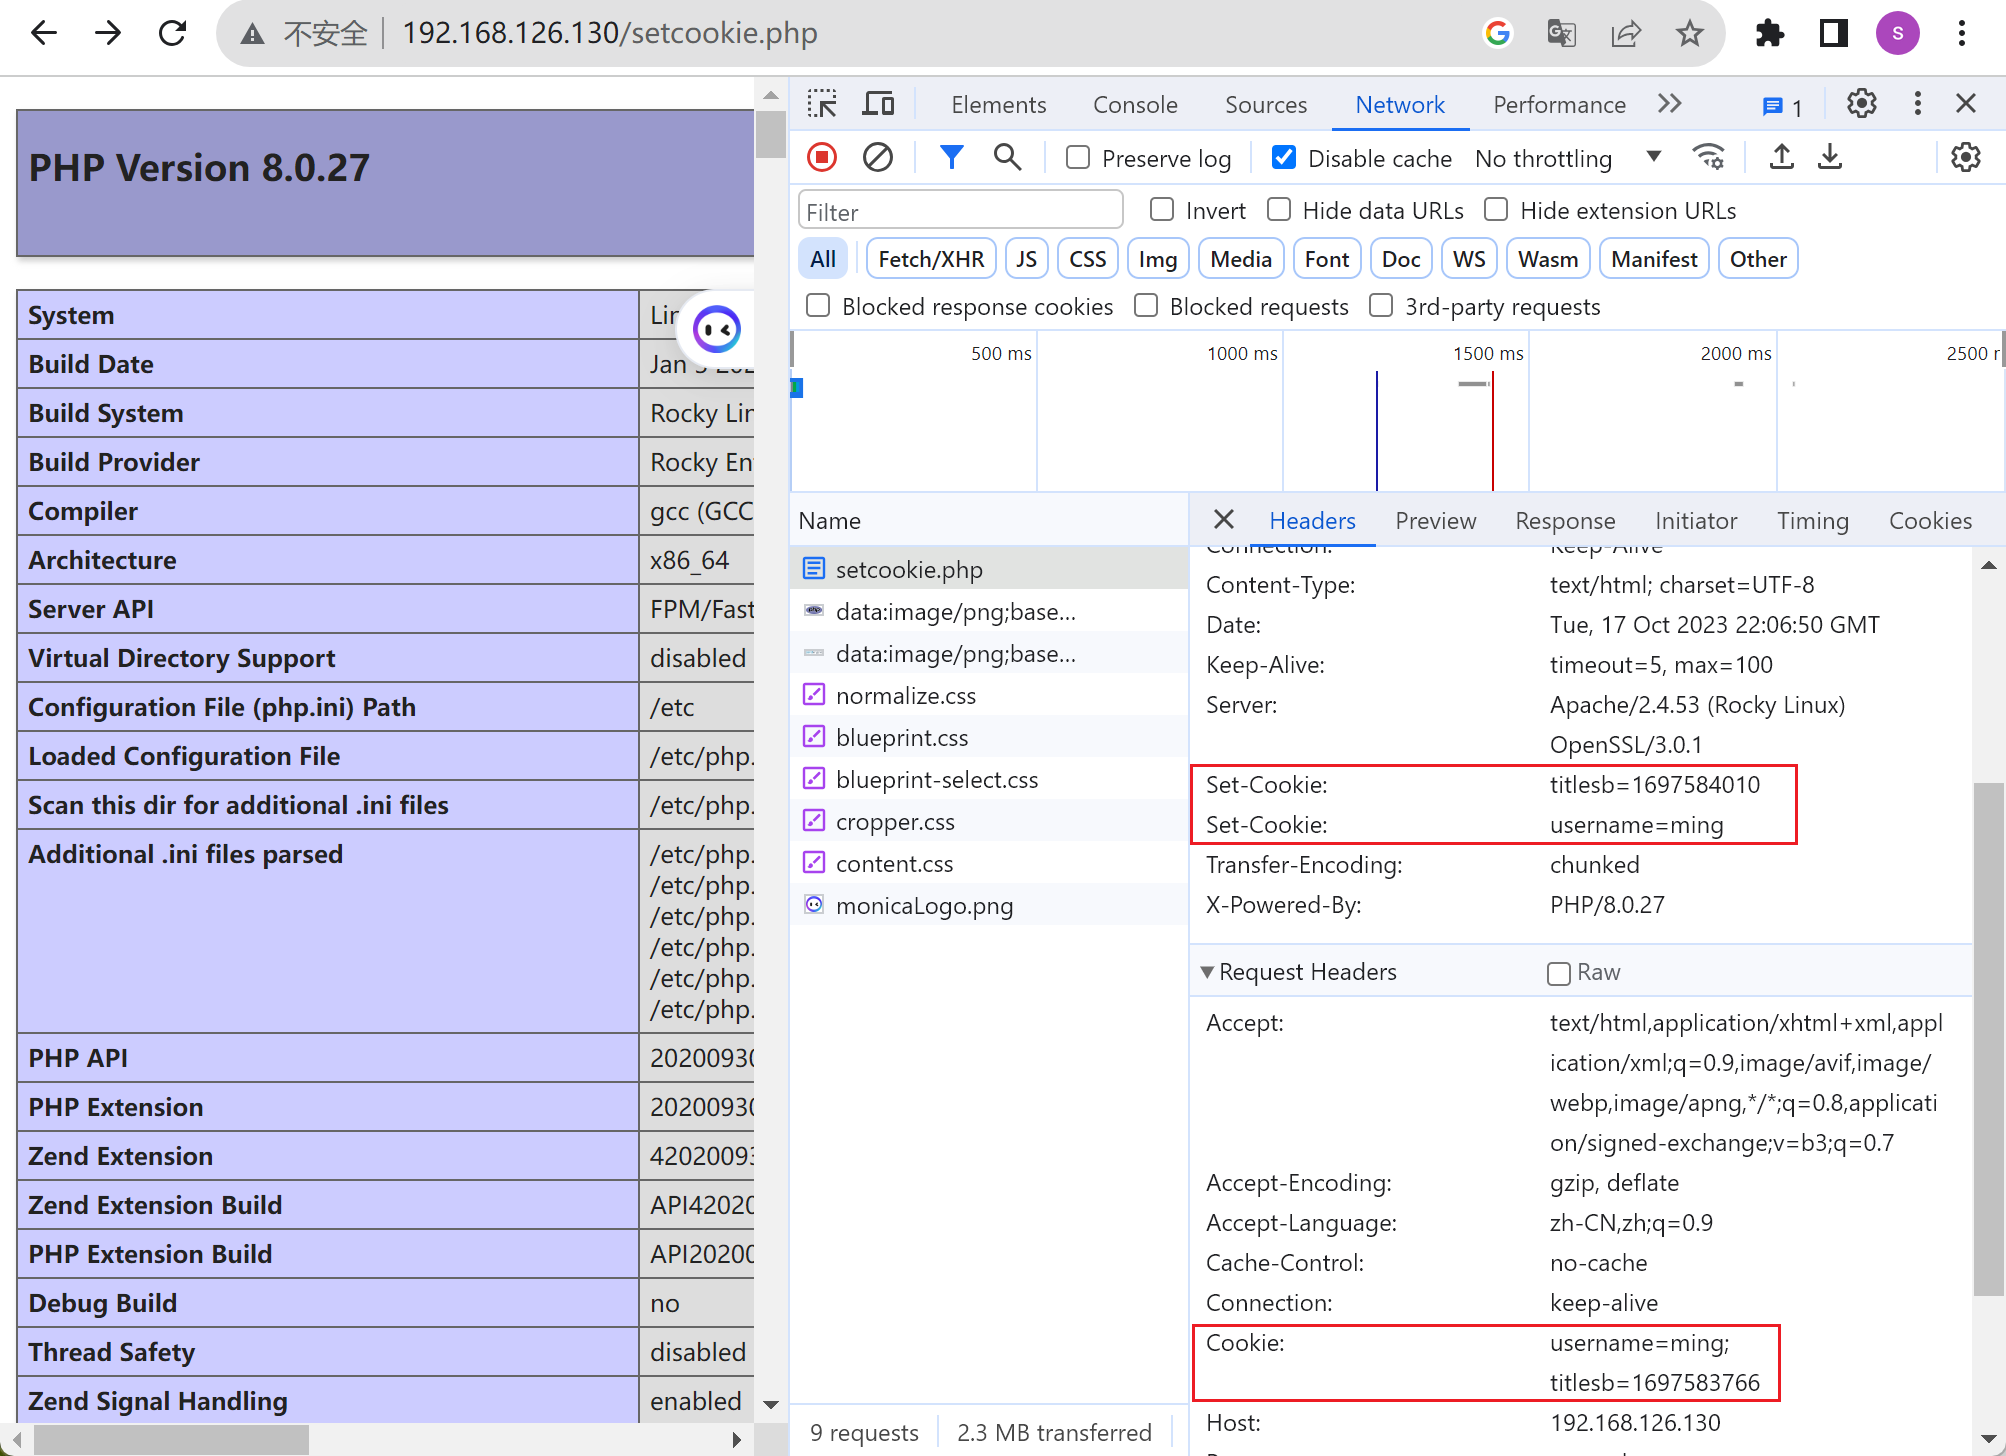 不安全
192.168.126.130/setcookie.php
S
PHP Version 8.0.27
System
Build Date
Jan
Build System
Rocky Lin
Build Provider
Rocky En
Compiler
gcc (GCC
Architecture
x86_64
Server API
FPM/Fast
Virtual Directory Support
disabled
Configuration File (php.ini) Path
/etc
Loaded Configuration File
/etc/php.
Scan this dir for additional .ini files
/etc/php.
Additional .ini files parsed
/etc/php.
/etc/php.
/etc/php.
/etc/php.
/etc/php.
/etc/php.
PHP API
20200930
PHP Extension
20200930
Zend Extension
42020093
Zend Extension Build
API42020
PHP Extension Build
API20200
Debug Build
no
Thread Safety
disabled
Zend Signal Handling
enabled
Elements Console Sources Network Performance 1
Preserve log Disable cache No throttling
Filter Invert Hide data URLs Hide extension URLs
All Fetch/XHR JS CSS Img Media Font Doc WS Wasm Manifest Other
Blocked response cookies Blocked requests 3rd-party requests
500 ms 1000 ms 1500 ms 2000 ms 2500
Name
setcookie.php
data:image/png;base...
data:image/png;base...
normalize.css
blueprint.css
blueprint-select.css
cropper.css
content.css
monicaLogo.png
9 requests 2.3 MB transferred
Headers Preview Response Initiator Timing Cookies
Connection: Keep-Alive
Content-Type: text/html; charset=UTF-8
Date: Tue, 17 Oct 2023 22:06:50 GMT
Keep-Alive: timeout=5, max=100
Server: Apache/2.4.53 (Rocky Linux)
OpenSSL/3.0.1
Set-Cookie: titlesb=1697584010
Set-Cookie: username=ming
Transfer-Encoding: chunked
X-Powered-By: PHP/8.0.27
Request Headers Raw
Accept: text/html,application/xhtml+xml,appl
ication/xml;q=0.9,image/avif,image/
webp,image/apng,*/*;q=0.8,applicati
on/signed-exchange;v=b3;q=0.7
Accept-Encoding: gzip, deflate
Accept-Language: zh-CN,zh;q=0.9
Cache-Control: no-cache
Connection: keep-alive
Cookie: username=ming;
titlesb=1697583766
Host: 192.168.126.130